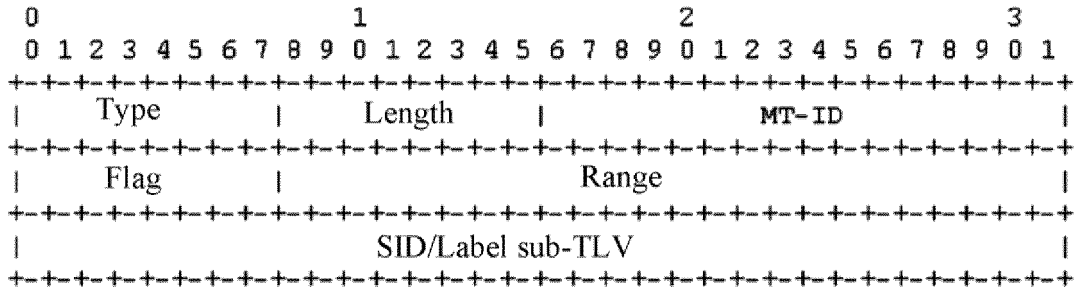 0                   1                   2                   3
0 1 2 3 4 5 6 7 8 9 0 1 2 3 4 5 6 7 8 9 0 1 2 3 4 5 6 7 8 9 0 1
+-+-+-+-+-+-+-+-+-+-+-+-+-+-+-+-+-+-+-+-+-+-+-+-+-+-+-+-+-+-+-+-+
| Type | Length | MT-ID |
+-+-+-+-+-+-+-+-+-+-+-+-+-+-+-+-+-+-+-+-+-+-+-+-+-+-+-+-+-+-+-+-+
| Flag | Range |
+-+-+-+-+-+-+-+-+-+-+-+-+-+-+-+-+-+-+-+-+-+-+-+-+-+-+-+-+-+-+-+-+
| SID/Label sub-TLV |
+-+-+-+-+-+-+-+-+-+-+-+-+-+-+-+-+-+-+-+-+-+-+-+-+-+-+-+-+-+-+-+-+